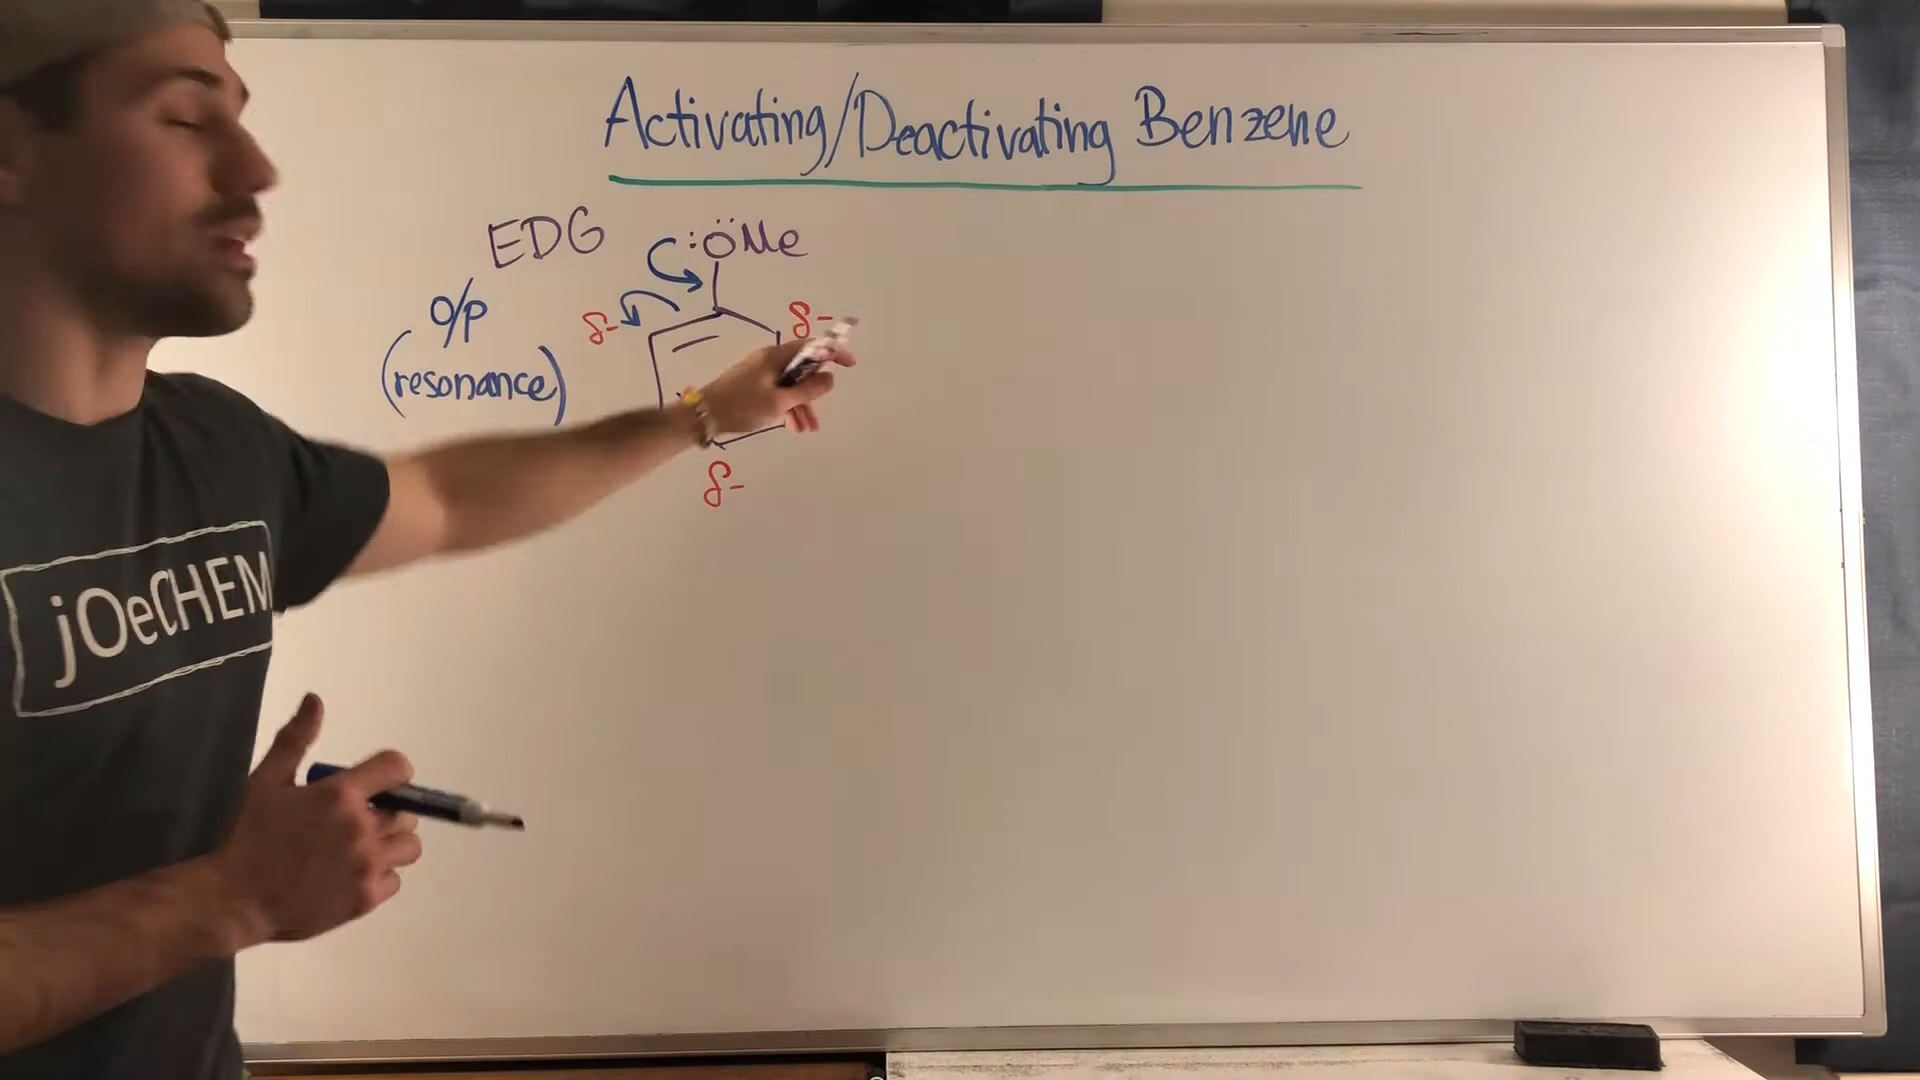 Activating/Deactivating Benzene
EDG
:ÖMe
o/p
δ-
δ-
(resonance)
δ-
jOeCHEM